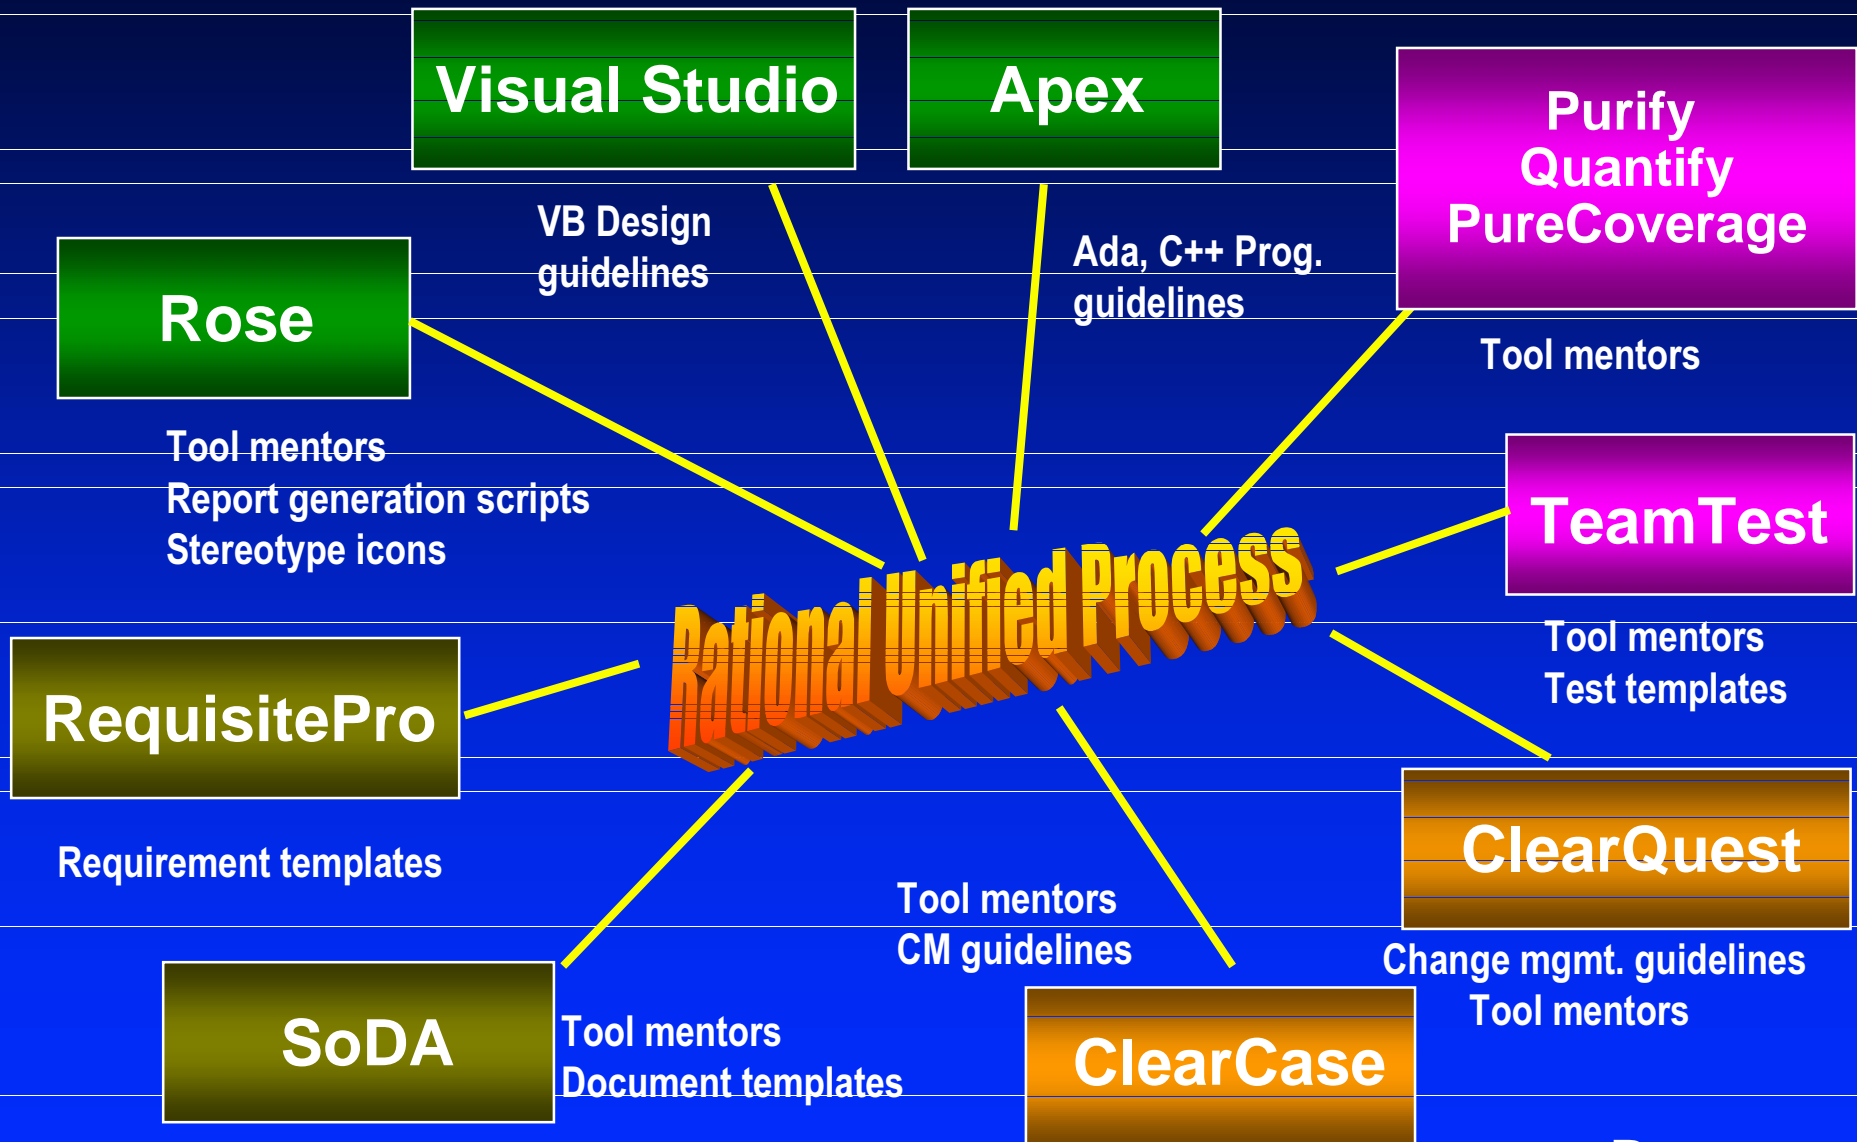 Visual Studio
Apex
Purify
Quantify
PureCoverage
VB Design
guidelines
Ada, C++ Prog.
guidelines
Rose
Tool mentors
Tool mentors
Report generation scripts
Stereotype icons
TeamTest
Rational Unified Process
Tool mentors
Test templates
RequisitePro
Requirement templates
ClearQuest
Tool mentors
CM guidelines
Change mgmt. guidelines
Tool mentors
SoDA
Tool mentors
Document templates
ClearCase